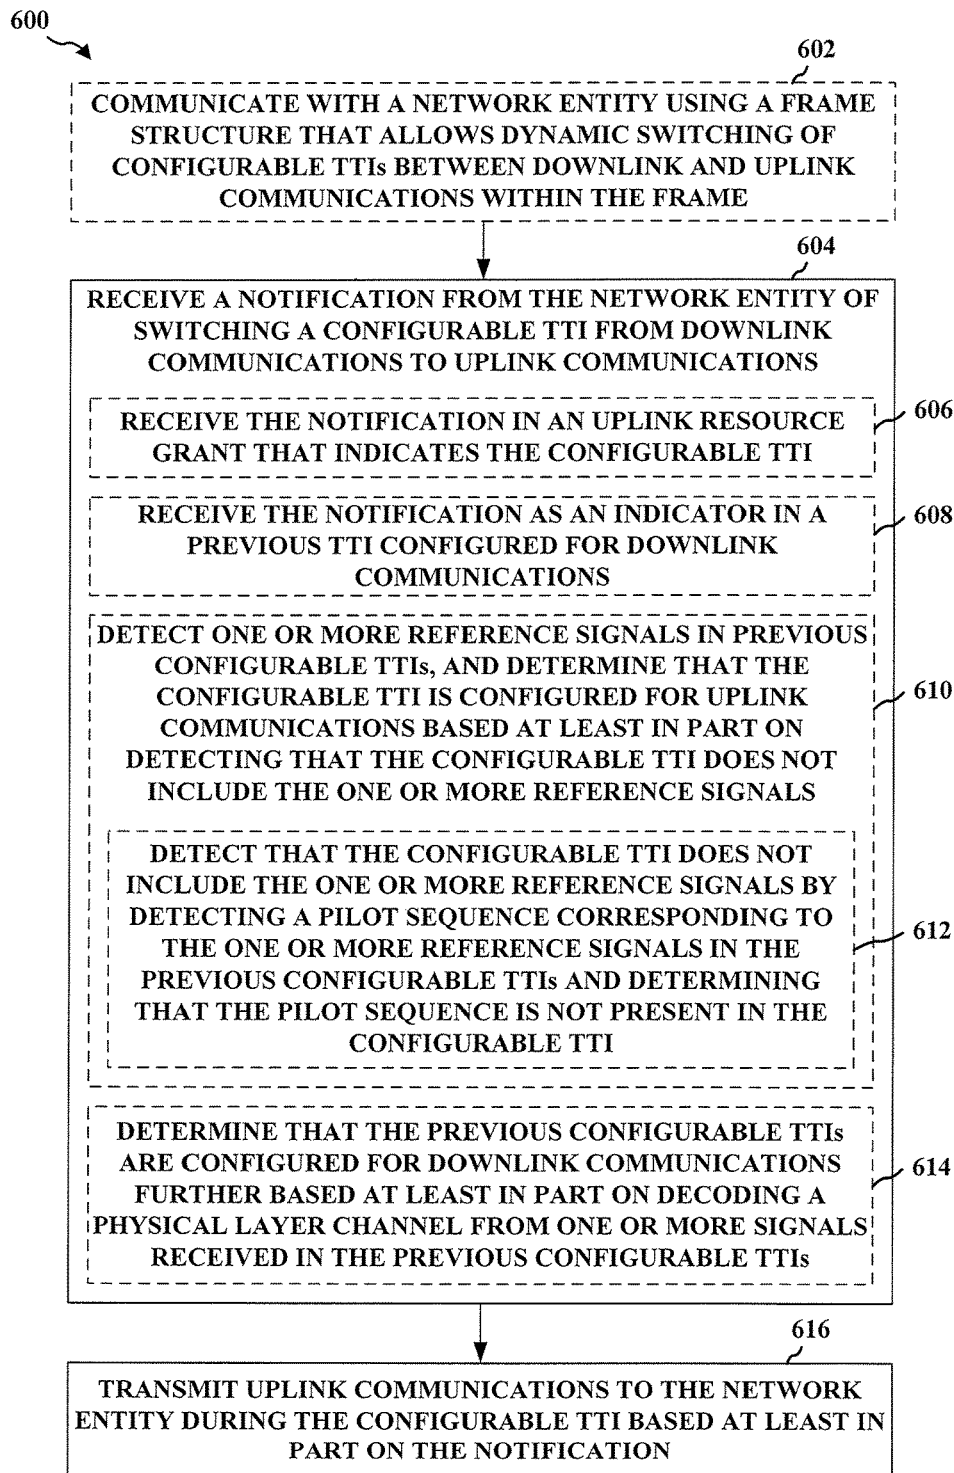 600
602
COMMUNICATE WITH A NETWORK ENTITY USING A FRAME
STRUCTURE THAT ALLOWS DYNAMIC SWITCHING OF
CONFIGURABLE TTIs BETWEEN DOWNLINK AND UPLINK
COMMUNICATIONS WITHIN THE FRAME
604
RECEIVE A NOTIFICATION FROM THE NETWORK ENTITY OF
SWITCHING A CONFIGURABLE TTI FROM DOWNLINK
COMMUNICATIONS TO UPLINK COMMUNICATIONS
606
RECEIVE THE NOTIFICATION IN AN UPLINK RESOURCE
GRANT THAT INDICATES THE CONFIGURABLE TTI
608
RECEIVE THE NOTIFICATION AS AN INDICATOR IN A
PREVIOUS TTI CONFIGURED FOR DOWNLINK
COMMUNICATIONS
DETECT ONE OR MORE REFERENCE SIGNALS IN PREVIOUS
CONFIGURABLE TTIs, AND DETERMINE THAT THE
CONFIGURABLE TTI IS CONFIGURED FOR UPLINK
610
COMMUNICATIONS BASED AT LEAST IN PART ON
DETECTING THAT THE CONFIGURABLE TTI DOES NOT
INCLUDE THE ONE OR MORE REFERENCE SIGNALS
DETECT THAT THE CONFIGURABLE TTI DOES NOT
INCLUDE THE ONE OR MORE REFERENCE SIGNALS BY
DETECTING A PILOT SEQUENCE CORRESPONDING TO
612
THE ONE OR MORE REFERENCE SIGNALS IN THE
PREVIOUS CONFIGURABLE TTIs AND DETERMINING
THAT THE PILOT SEQUENCE IS NOT PRESENT IN THE
CONFIGURABLE TTI
DETERMINE THAT THE PREVIOUS CONFIGURABLE TTIs
ARE CONFIGURED FOR DOWNLINK COMMUNICATIONS
614
FURTHER BASED AT LEAST IN PART ON DECODING A
PHYSICAL LAYER CHANNEL FROM ONE OR MORE SIGNALS
RECEIVED IN THE PREVIOUS CONFIGURABLE TTIs
616
TRANSMIT UPLINK COMMUNICATIONS TO THE NETWORK
ENTITY DURING THE CONFIGURABLE TTI BASED AT LEAST IN
PART ON THE NOTIFICATION